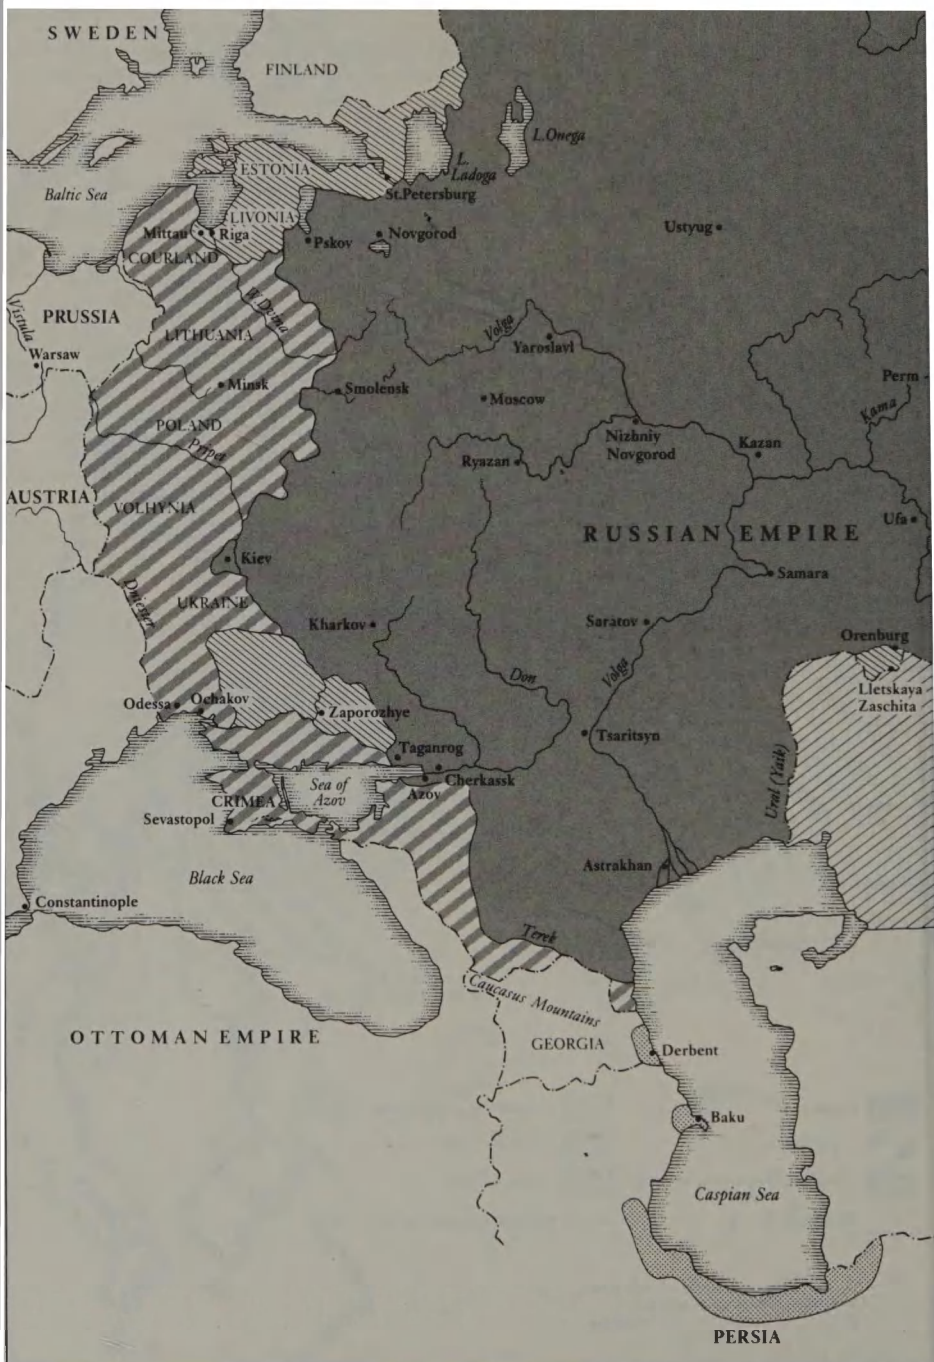 SWEDEN
FINLAND
L. Onega
ESTONIA
L.
Ladoga
Baltic Sea
St. Petersburg
LIVONIA
Mittau
Riga
Pskov
Novgorod
Ustyug
COURLAND
W. Dvina
Vistula
PRUSSIA
LITHUANIA
Volga
Yaroslavl
Warsaw
Minsk
Smolensk
Moscow
Perm
Kama
POLAND
Pripet
Nizhniy
Novgorod
Kazan
Ryazan
AUSTRIA
VOLHYNIA
RUSSIAN EMPIRE
Ufa
Kiev
Samara
Dniester
UKRAINE
Kharkov
Saratov
Orenburg
Don
Volga
Lletskaya
Zaschita
Odessa
Ochakov
Zaporozhye
Tsaritsyn
Taganrog
Ural (Yaik)
Sea of
Azov
Cherkassk
Azov
CRIMEA
Sevastopol
Black Sea
Astrakhan
Constantinople
Terek
Caucasus Mountains
OTTOMAN EMPIRE
GEORGIA
Derbent
Baku
Caspian Sea
PERSIA